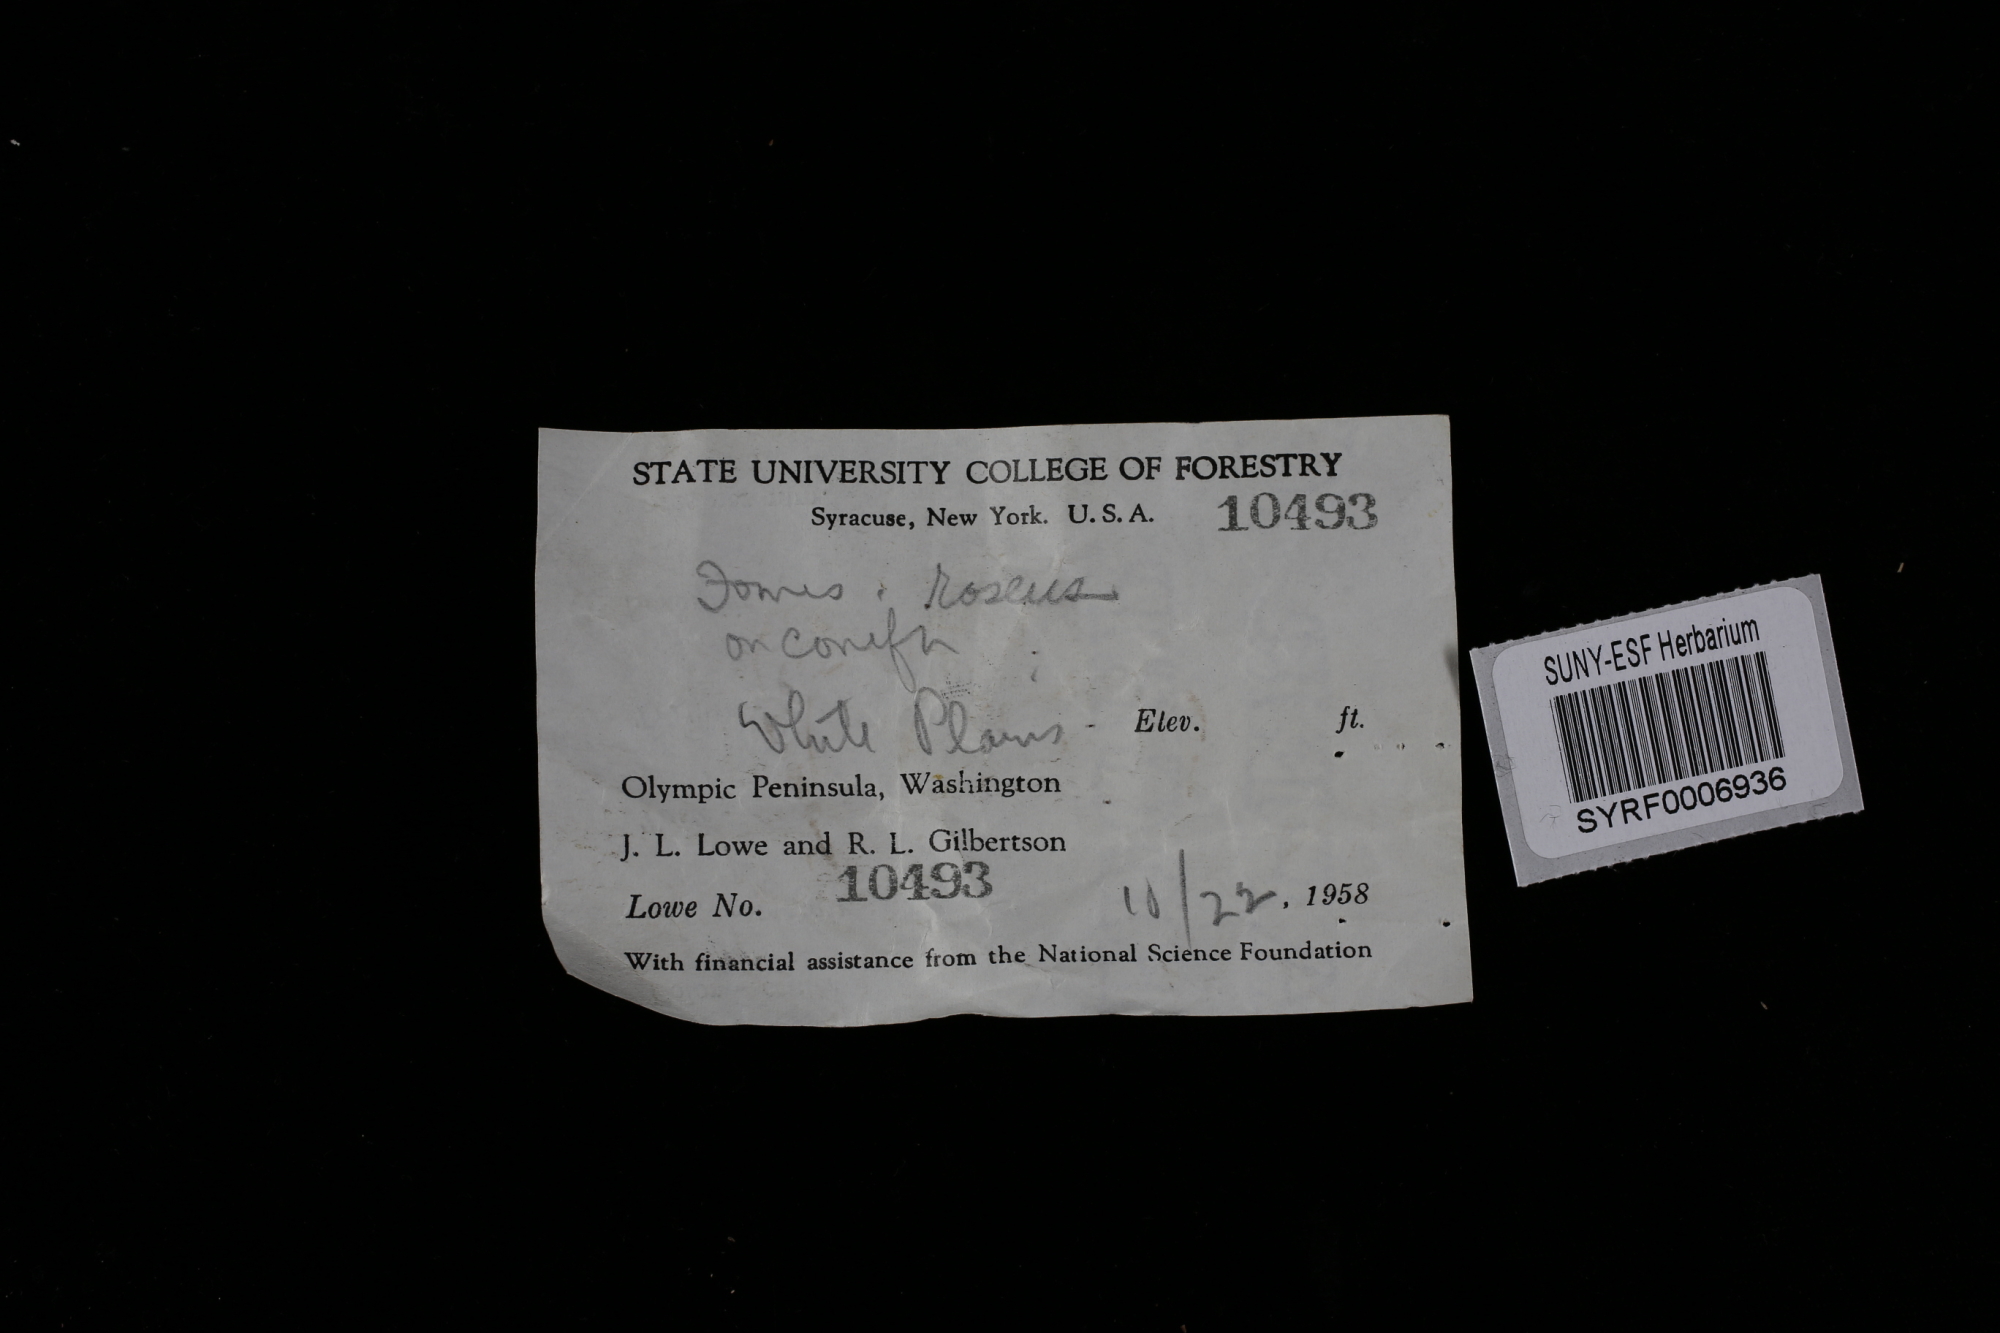 STATE UNIVERSITY COLLEGE OF FORESTRY
Syracuse, New York. U. S. A. 10493
Fomes roseus
on conifer
White Plains - Elev. ft.
Olympic Peninsula, Washington
J. L. Lowe and R. L. Gilbertson
Lowe No. 10493 10/22, 1958
With financial assistance from the National Science Foundation
SUNY-ESF Herbarium
SYRF0006936